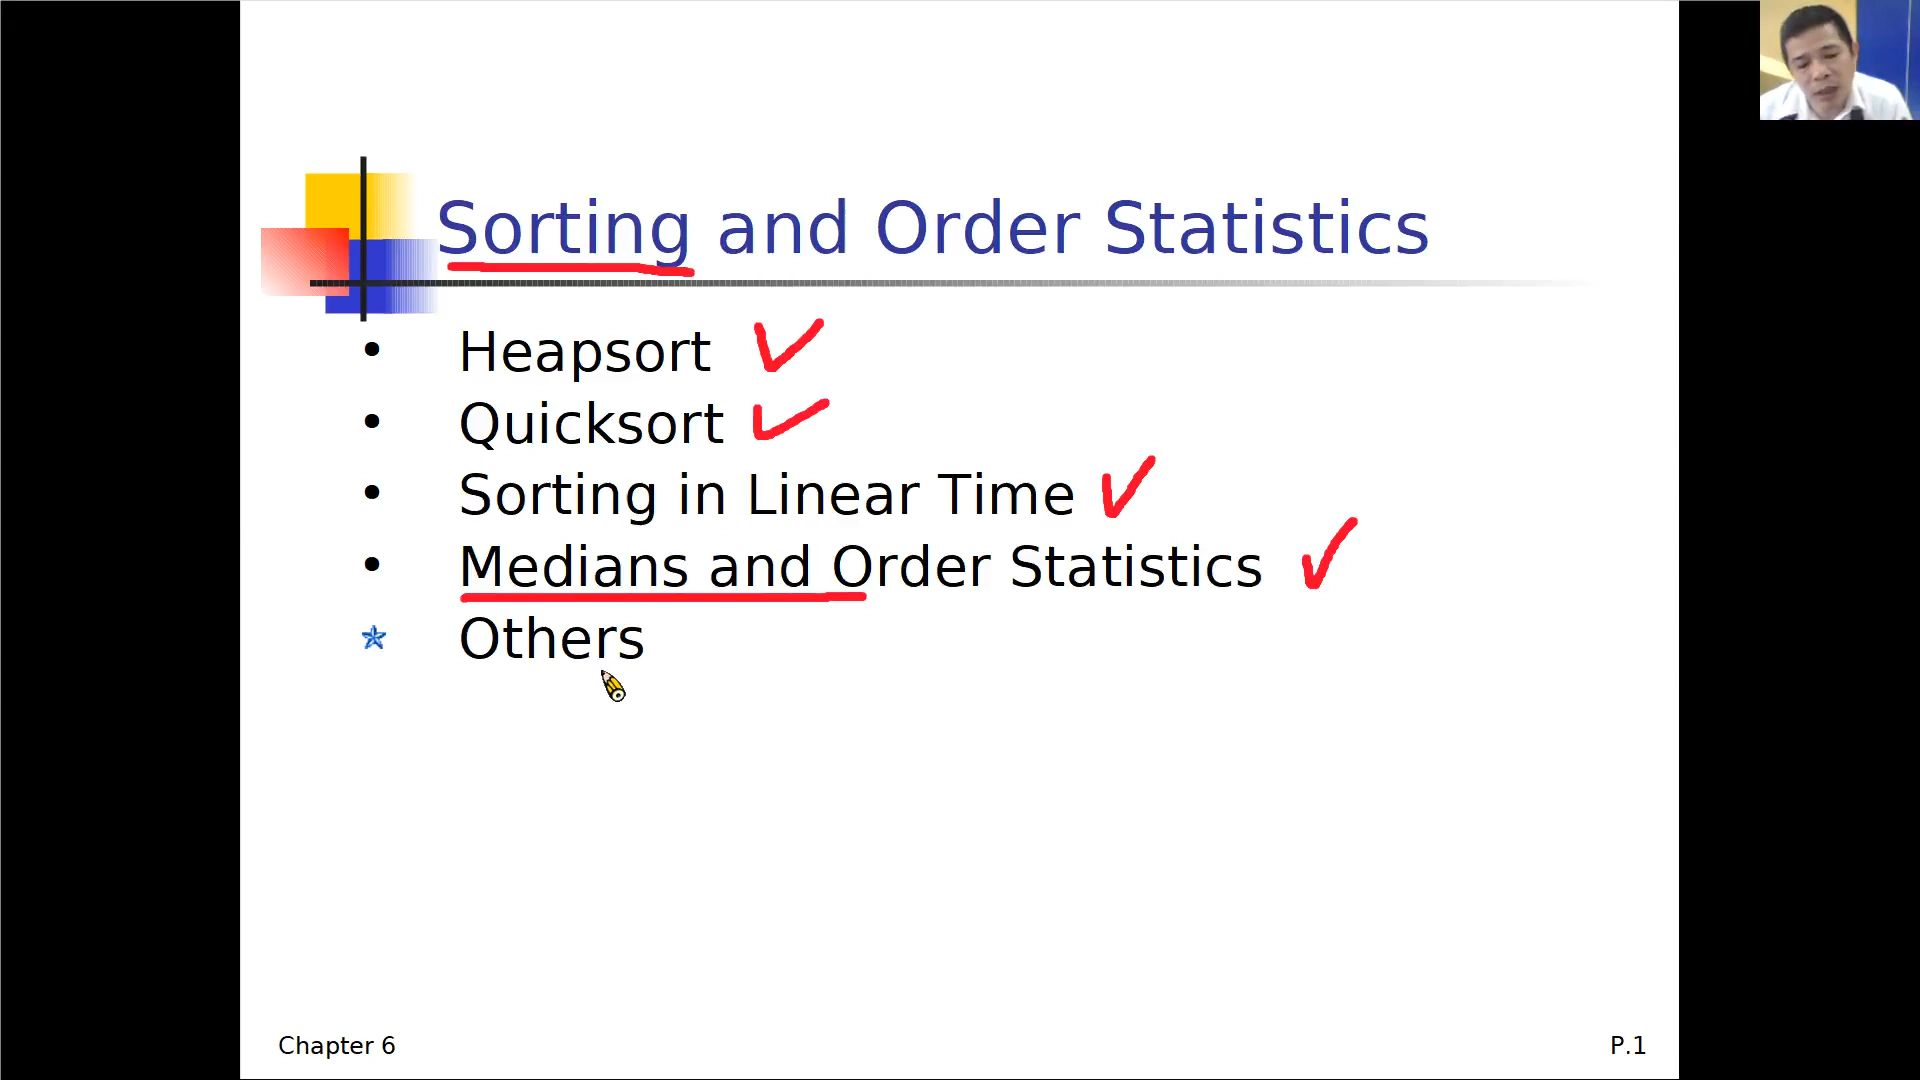 Sorting and Order Statistics
• Heapsort
• Quicksort
• Sorting in Linear Time
• Medians and Order Statistics
Others
Chapter 6
P.1